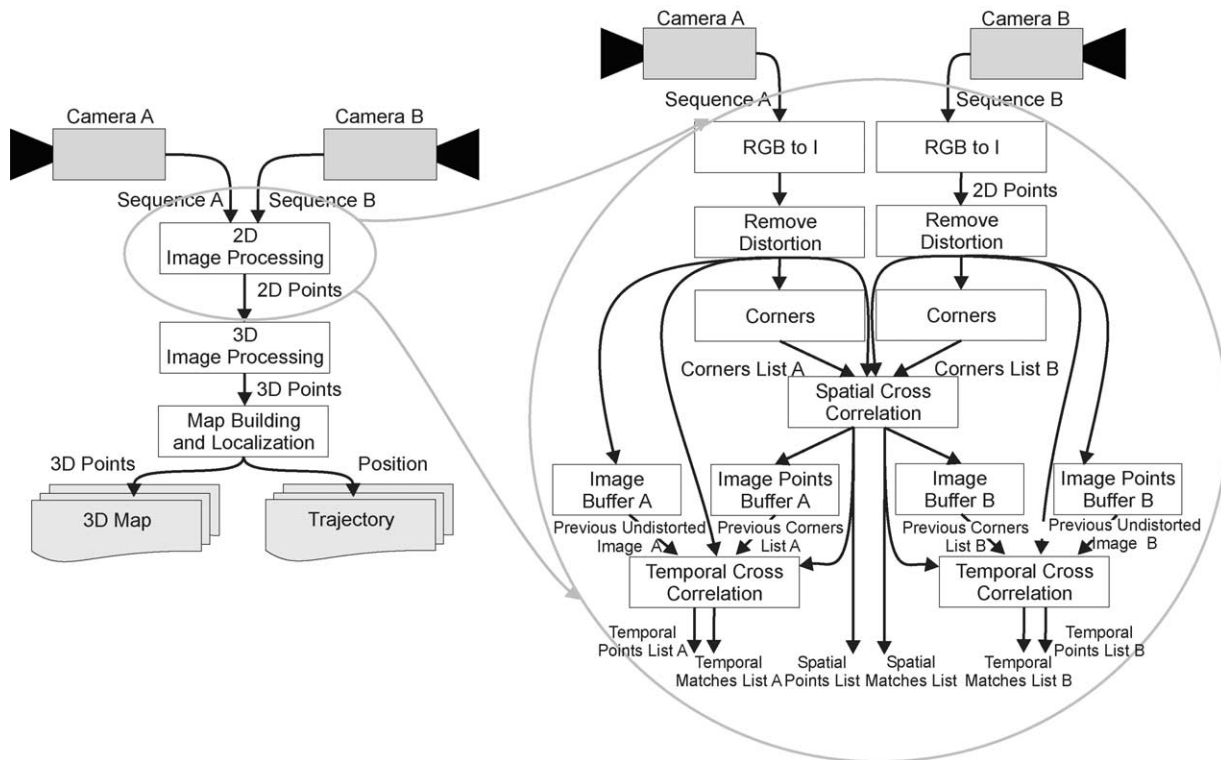 Camera A
Camera B
Sequence A
Sequence B
2D
Image Processing
2D Points
3D
Image Processing
3D Points
Map Building
and Localization
3D Points
Position
3D Map
Trajectory
Camera A
Camera B
Sequence A
Sequence B
RGB to I
RGB to I
2D Points
Remove
Distortion
Remove
Distortion
Corners
Corners
Corners List A
Corners List B
Spatial Cross
Correlation
Image
Buffer A
Image Points
Buffer A
Image
Buffer B
Image Points
Buffer B
Previous Undistorted
Image A
Previous Corners
List A
Previous Corners
List B
Previous Undistorted
Image B
Temporal Cross
Correlation
Temporal Cross
Correlation
Temporal
Points List A
Temporal
Matches List A
Spatial
Points List
Spatial
Matches List
Temporal
Matches List B
Temporal
Points List B